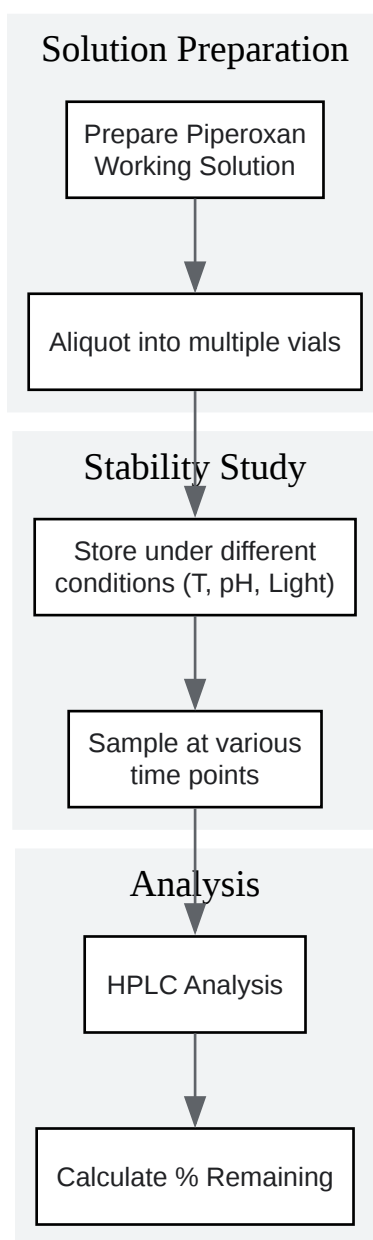 Solution Preparation
Prepare Piperoxan
Working Solution
Aliquot into multiple vials
Stability Study
Store under different
conditions (T, pH, Light)
Sample at various
time points
Analysis
HPLC Analysis
Calculate % Remaining